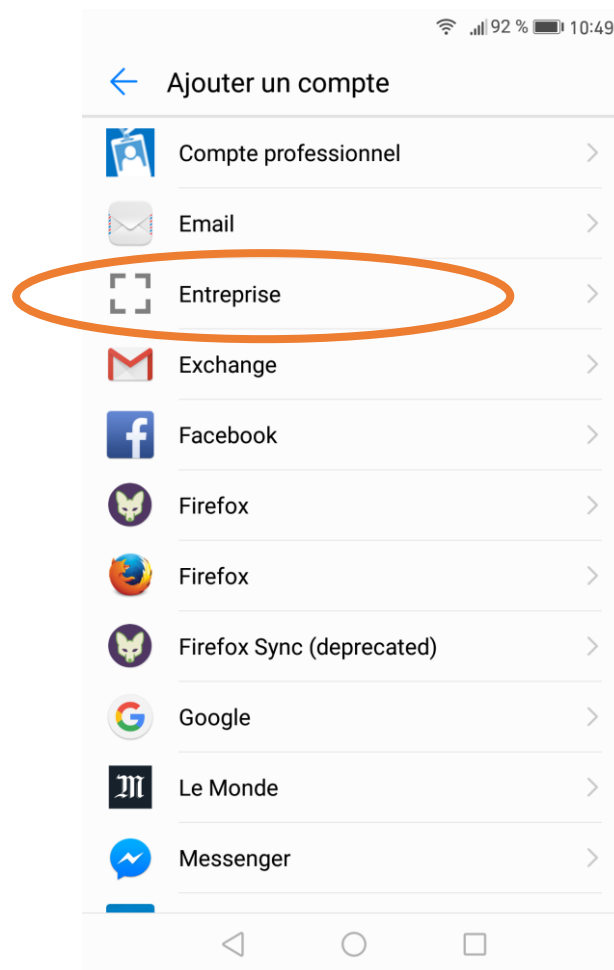 92 % 10:49
Ajouter un compte
Compte professionnel
Email
Entreprise
Exchange
Facebook
Firefox
Firefox
Firefox Sync (deprecated)
Google
Le Monde
Messenger